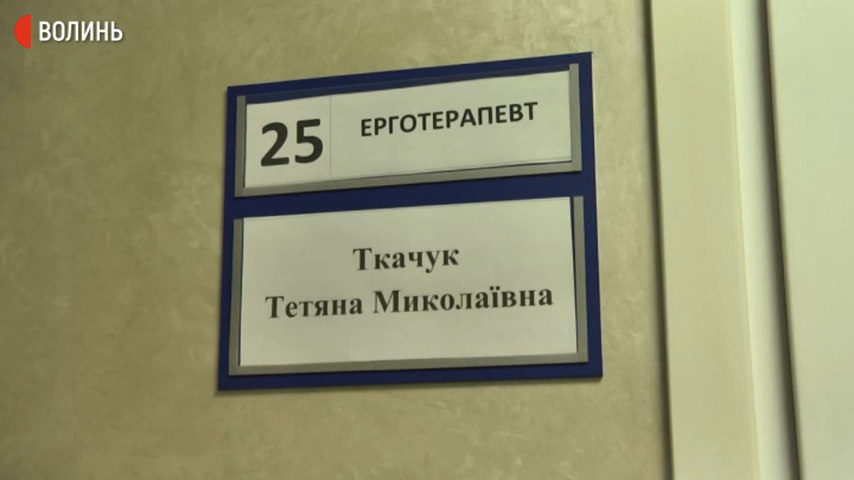 ВОЛИНЬ
25 ЕРГОТЕРАПЕВТ
Ткачук
Тетяна Миколаївна